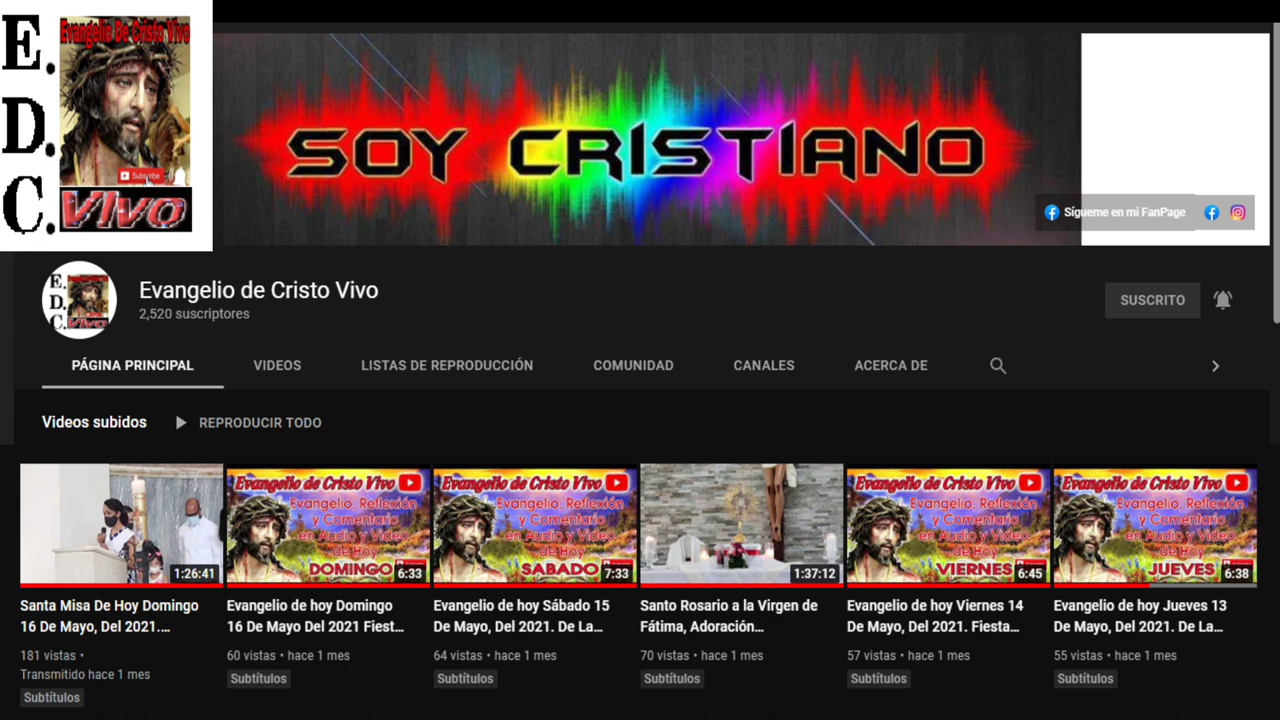 E.
D.
C.
Evangelio De Cristo Vivo
Subscribe
Vivo
SOY CRISTIANO
Sígueme en mi FanPage
E.
D.
C.
Vivo
Evangelio de Cristo Vivo
2,520 suscriptores
SUSCRITO
PÁGINA PRINCIPAL VIDEOS LISTAS DE REPRODUCCIÓN COMUNIDAD CANALES ACERCA DE
Videos subidos REPRODUCIR TODO
1:26:41
Santa Misa De Hoy Domingo
16 De Mayo, Del 2021....
181 vistas •
Transmitido hace 1 mes
Subtítulos
Evangelio de Cristo Vivo
Evangelio, Reflexión
y Comentario
en Audio y Video
de Hoy
DOMINGO 6:33
Evangelio de hoy Domingo
16 De Mayo Del 2021 Fiest...
60 vistas • hace 1 mes
Subtítulos
Evangelio de Cristo Vivo
Evangelio, Reflexión
y Comentario
en Audio y Video
de Hoy
SABADO 7:33
Evangelio de hoy Sábado 15
De Mayo, Del 2021. De La...
64 vistas • hace 1 mes
Subtítulos
1:37:12
Santo Rosario a la Virgen de
Fátima, Adoración...
70 vistas • hace 1 mes
Subtítulos
Evangelio de Cristo Vivo
Evangelio, Reflexión
y Comentario
en Audio y Video
de Hoy
VIERNES 6:45
Evangelio de hoy Viernes 14
De Mayo, Del 2021. Fiesta...
57 vistas • hace 1 mes
Subtítulos
Evangelio de Cristo Vivo
Evangelio, Reflexión
y Comentario
en Audio y Video
de Hoy
JUEVES 6:38
Evangelio de hoy Jueves 13
De Mayo, Del 2021. De La...
55 vistas • hace 1 mes
Subtítulos